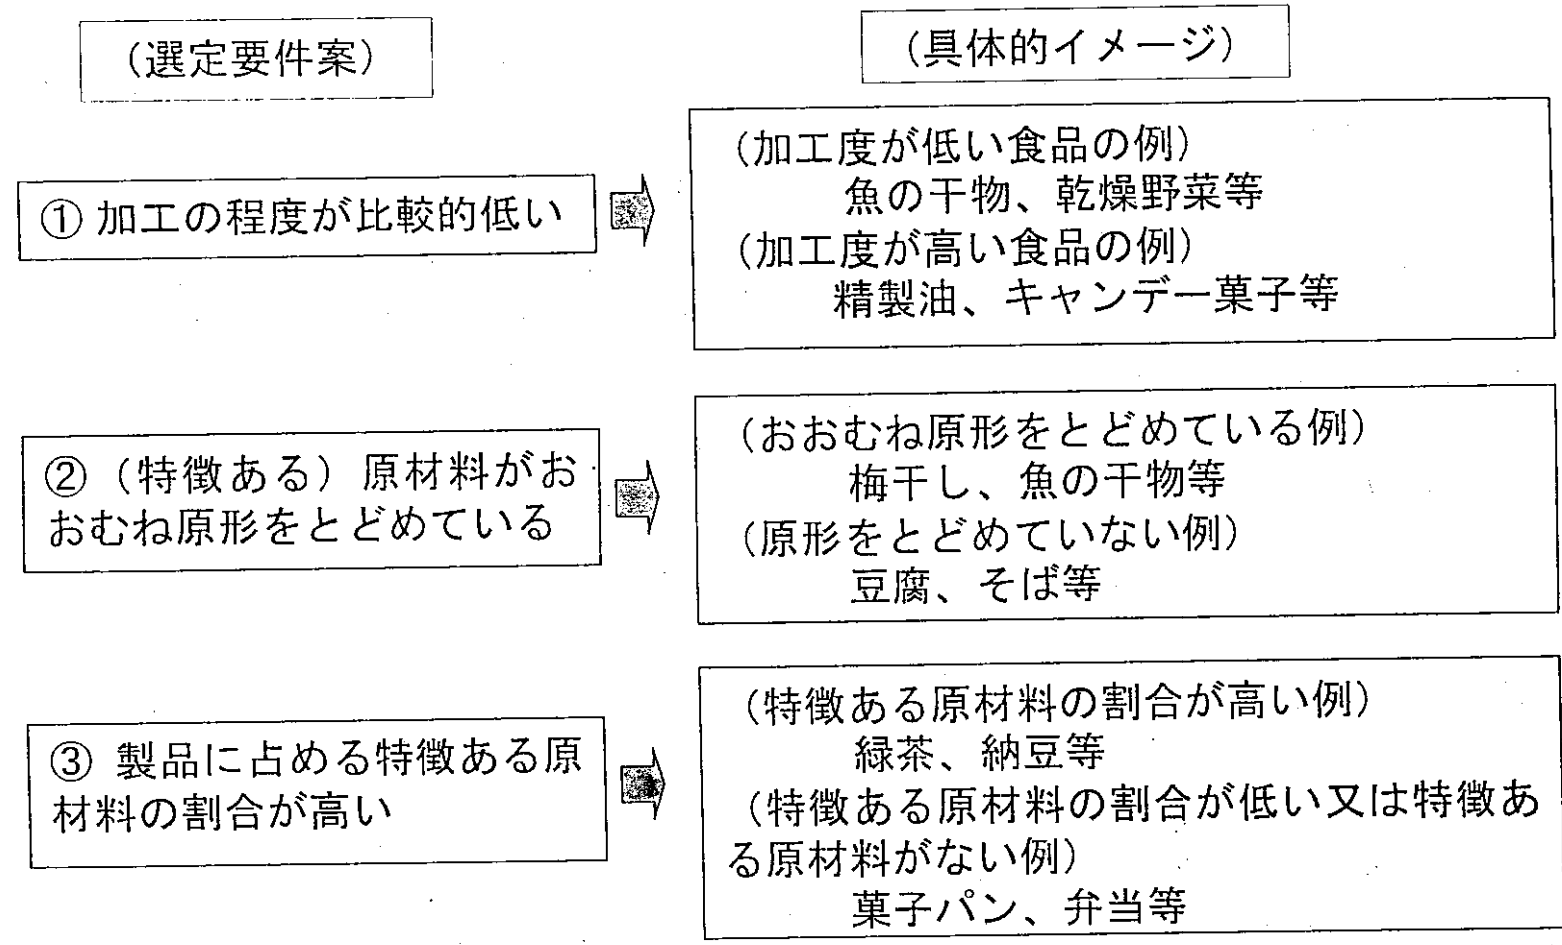 （選定要件案）
（具体的イメージ）
① 加工の程度が比較的低い
（加工度が低い食品の例）
魚の干物、乾燥野菜等
（加工度が高い食品の例）
精製油、キャンデー菓子等
②（特徴ある）原材料がお
おむね原形をとどめている
（おおむね原形をとどめている例）
梅干し、魚の干物等
（原形をとどめていない例）
豆腐、そば等
③ 製品に占める特徴ある原
材料の割合が高い
（特徴ある原材料の割合が高い例）
緑茶、納豆等
（特徴ある原材料の割合が低い又は特徴あ
る原材料がない例）
菓子パン、弁当等